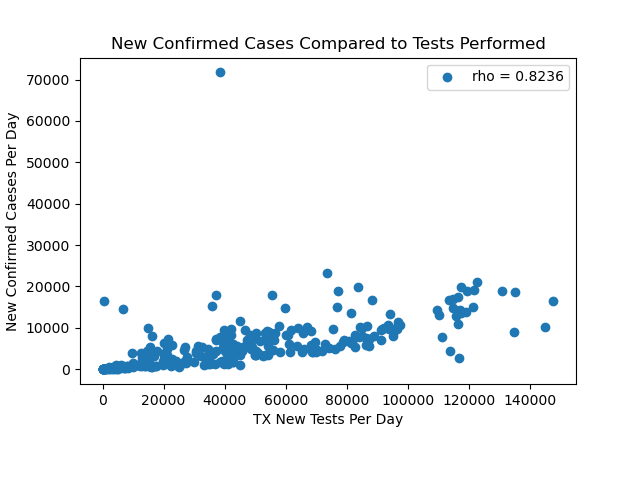 New Confirmed Cases Compared to Tests Performed
rho = 0.8236
New Confirmed Caeses Per Day
70000
60000
50000
40000
30000
20000
10000
0
0 20000 40000 60000 80000 100000 120000 140000
TX New Tests Per Day